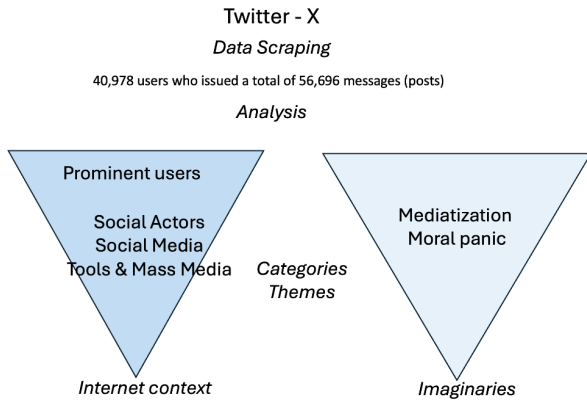 Twitter - X
Data Scraping
40,978 users who issued a total of 56,696 messages (posts)
Analysis
Prominent users
Social Actors
Social Media
Tools & Mass Media
Mediatization
Moral panic
Categories
Themes
Internet context
Imaginaries